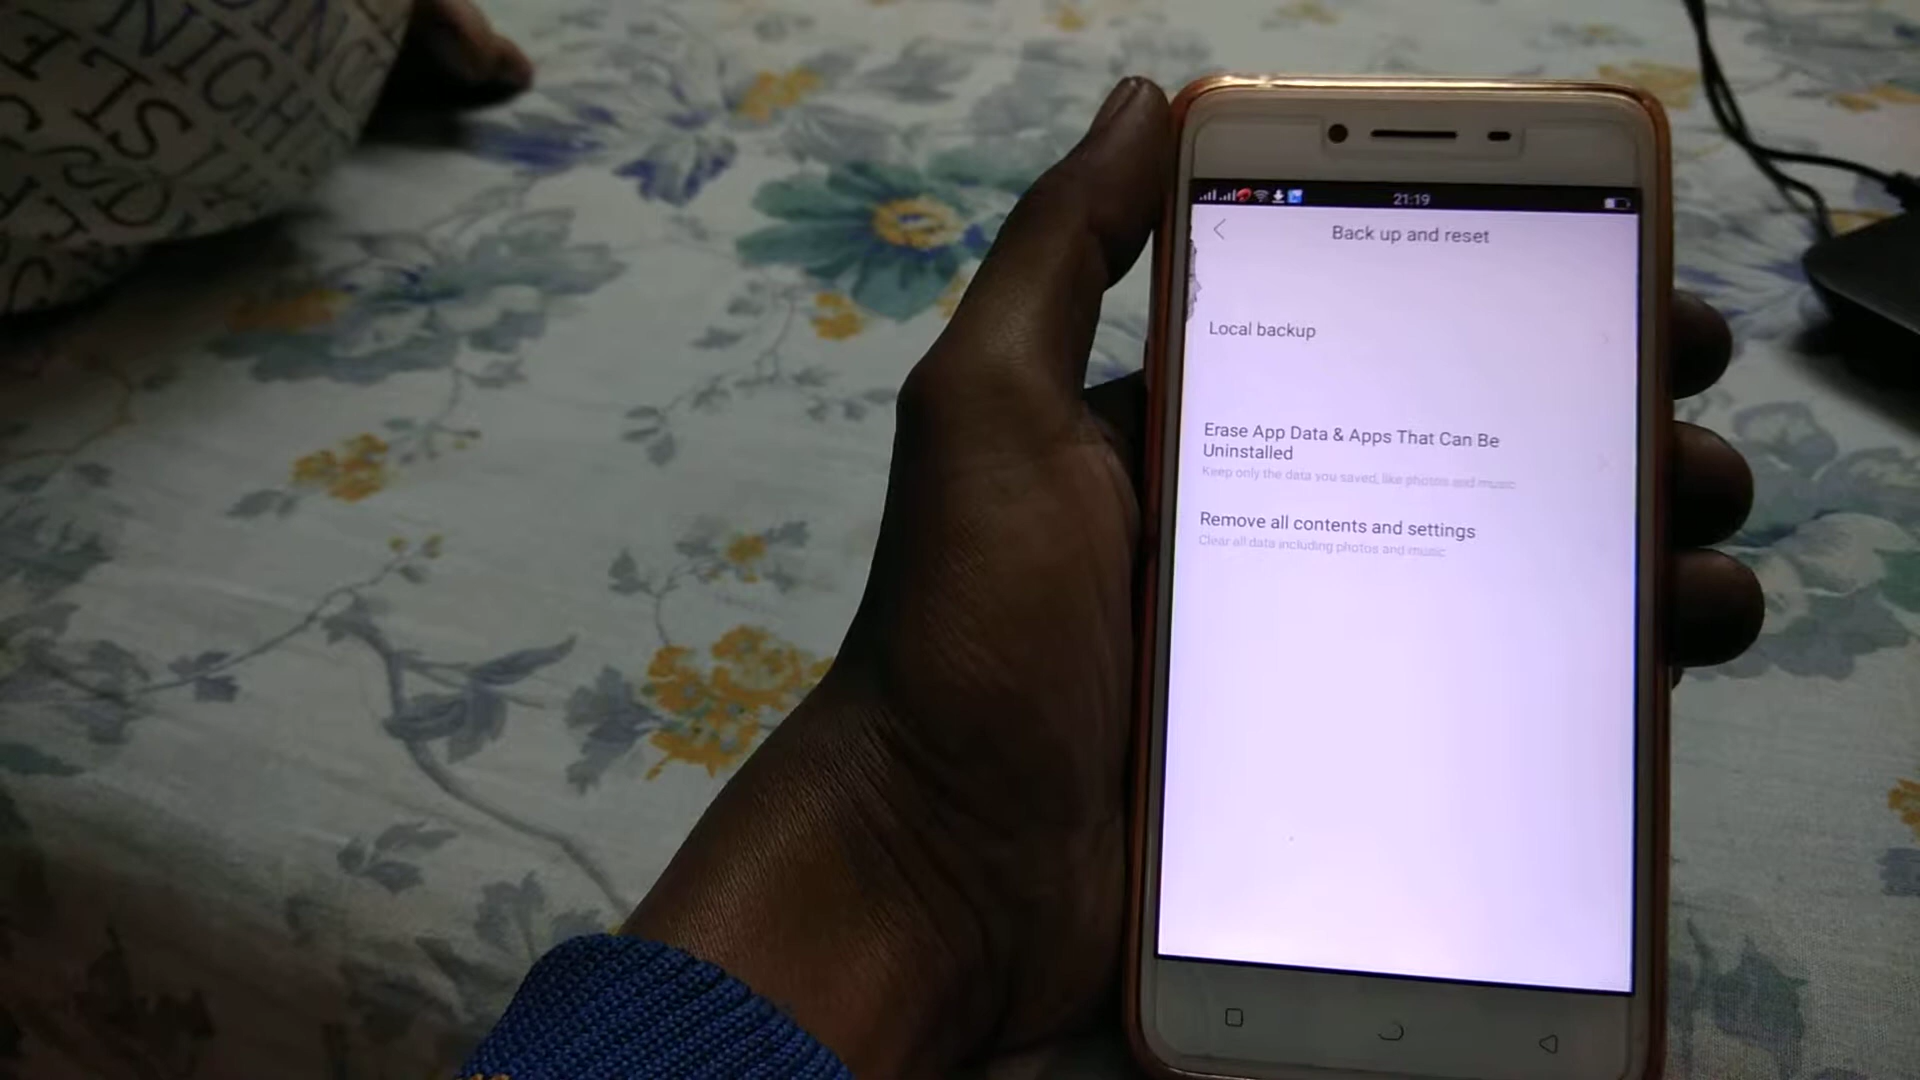 NIGH
21:19
Back up and reset
Local backup
Erase App Data & Apps That Can Be
Uninstalled
Keep only the data you saved, like photos and music
Remove all contents and settings
Clear all data including photos and music